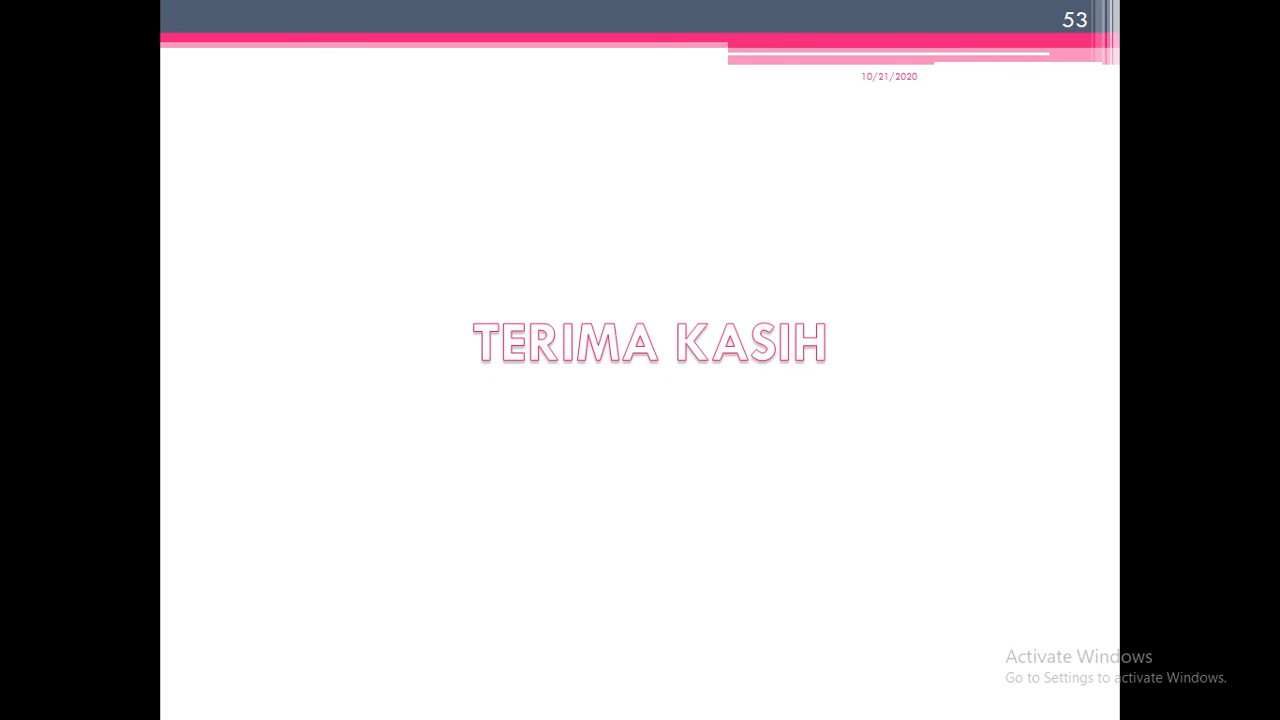 53
10/21/2020
TERIMA KASIH
Activate Windows
Go to Settings to activate Windows.